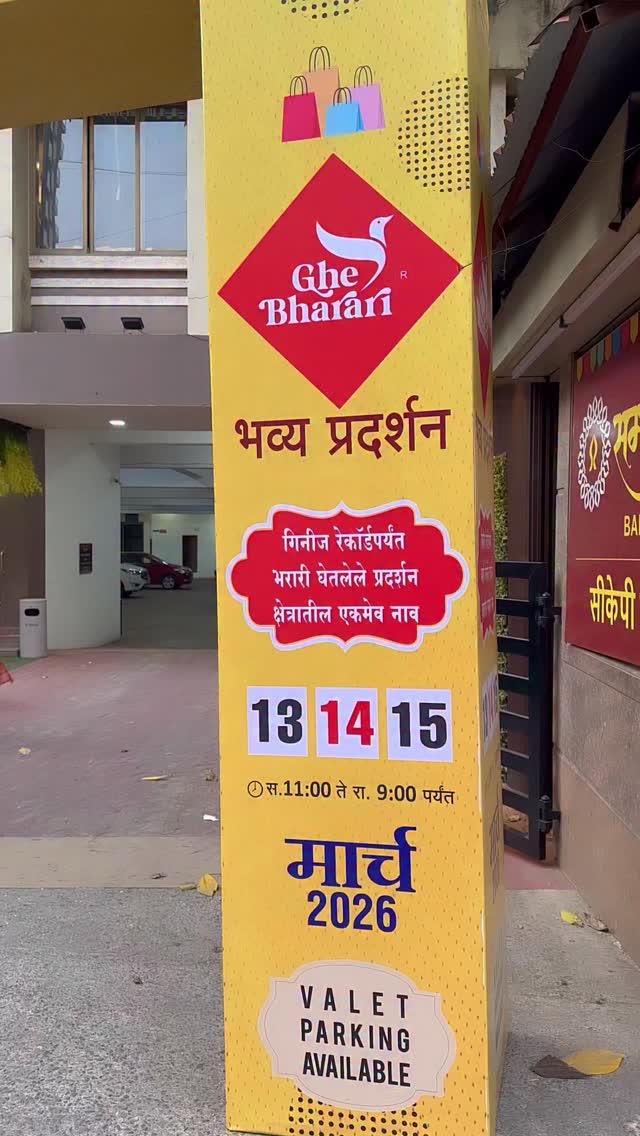 Ghe
Bharari
R
भव्य प्रदर्शन
गिनीज रेकॉर्डपर्यंत
भरारी घेतलेले प्रदर्शन
क्षेत्रातील एकमेव नाव
13 14 15
स.11:00 ते रा. 9:00 पर्यंत
मार्च
2026
VALET
PARKING
AVAILABLE
सीकेपी